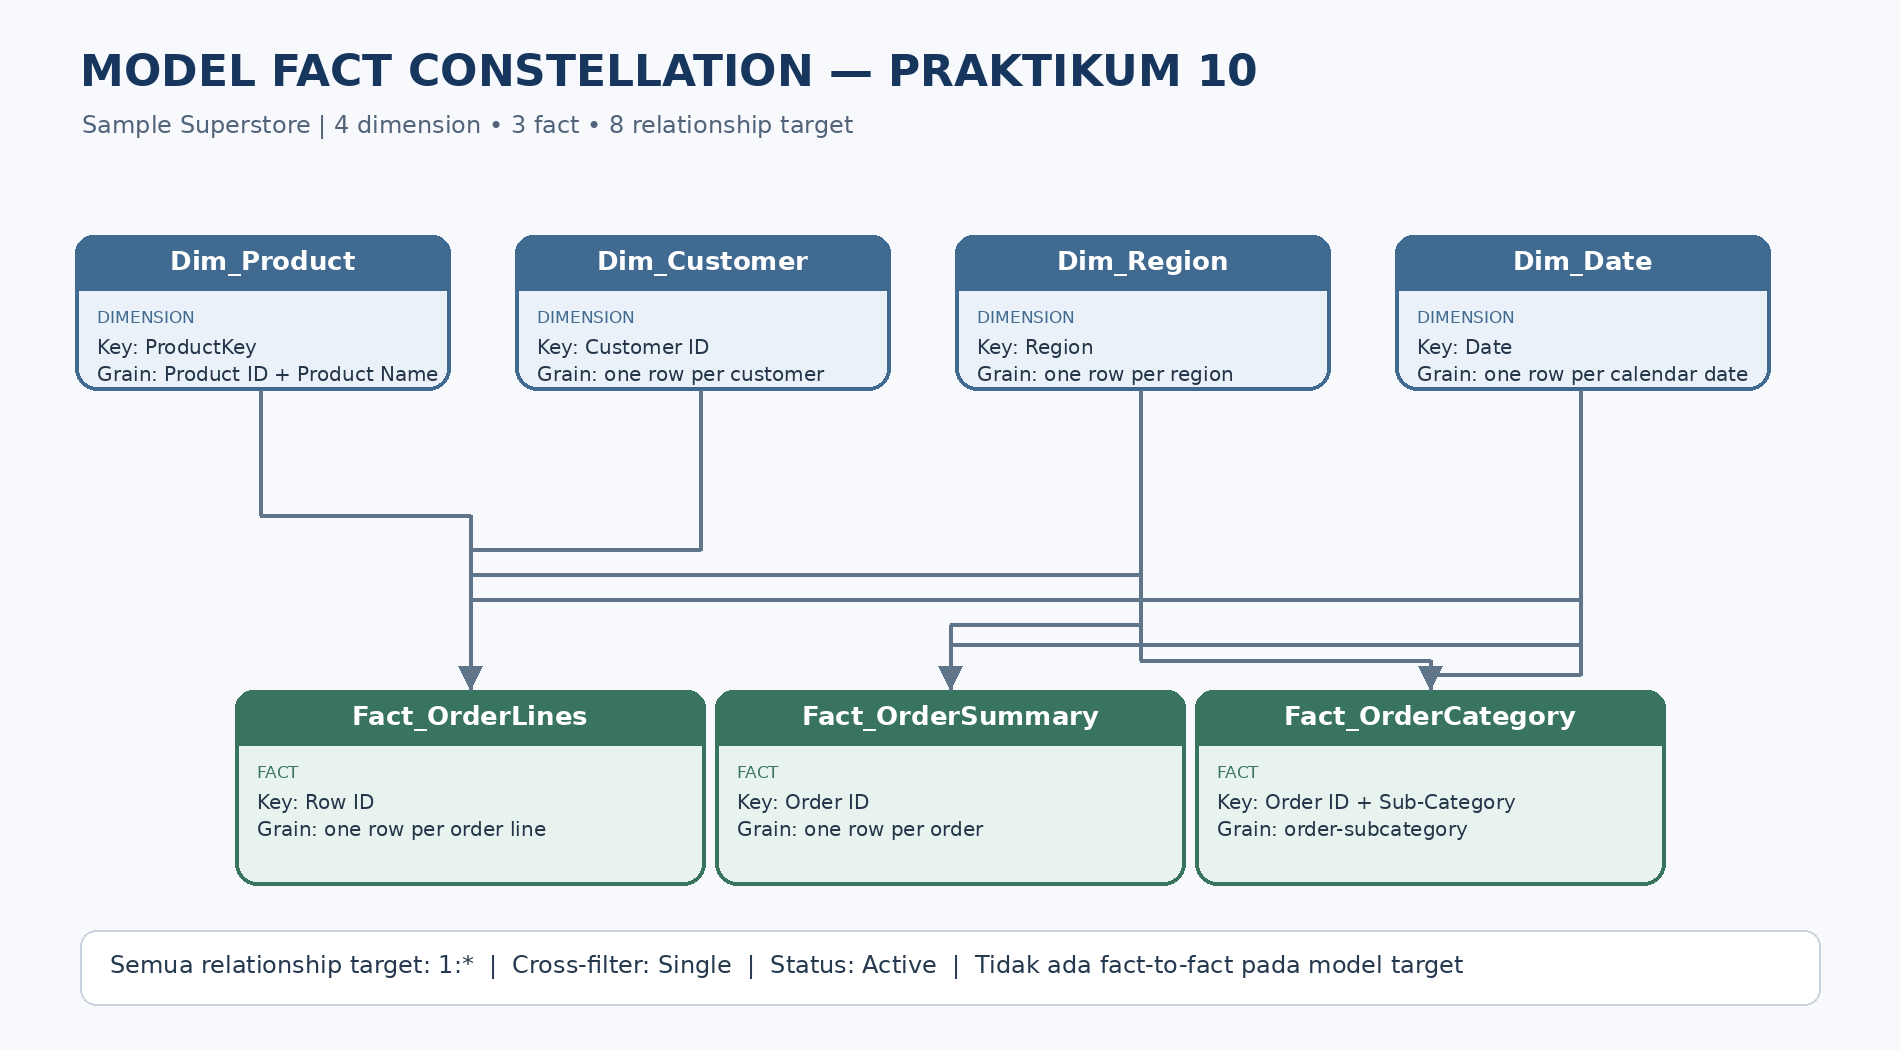 MODEL FACT CONSTELLATION — PRAKTIKUM 10
Sample Superstore | 4 dimension • 3 fact • 8 relationship target
Dim_Product
DIMENSION
Key: ProductKey
Grain: Product ID + Product Name
Dim_Customer
DIMENSION
Key: Customer ID
Grain: one row per customer
Dim_Region
DIMENSION
Key: Region
Grain: one row per region
Dim_Date
DIMENSION
Key: Date
Grain: one row per calendar date
Fact_OrderLines
FACT
Key: Row ID
Grain: one row per order line
Fact_OrderSummary
FACT
Key: Order ID
Grain: one row per order
Fact_OrderCategory
FACT
Key: Order ID + Sub-Category
Grain: order-subcategory
Semua relationship target: 1:* | Cross-filter: Single | Status: Active | Tidak ada fact-to-fact pada model target